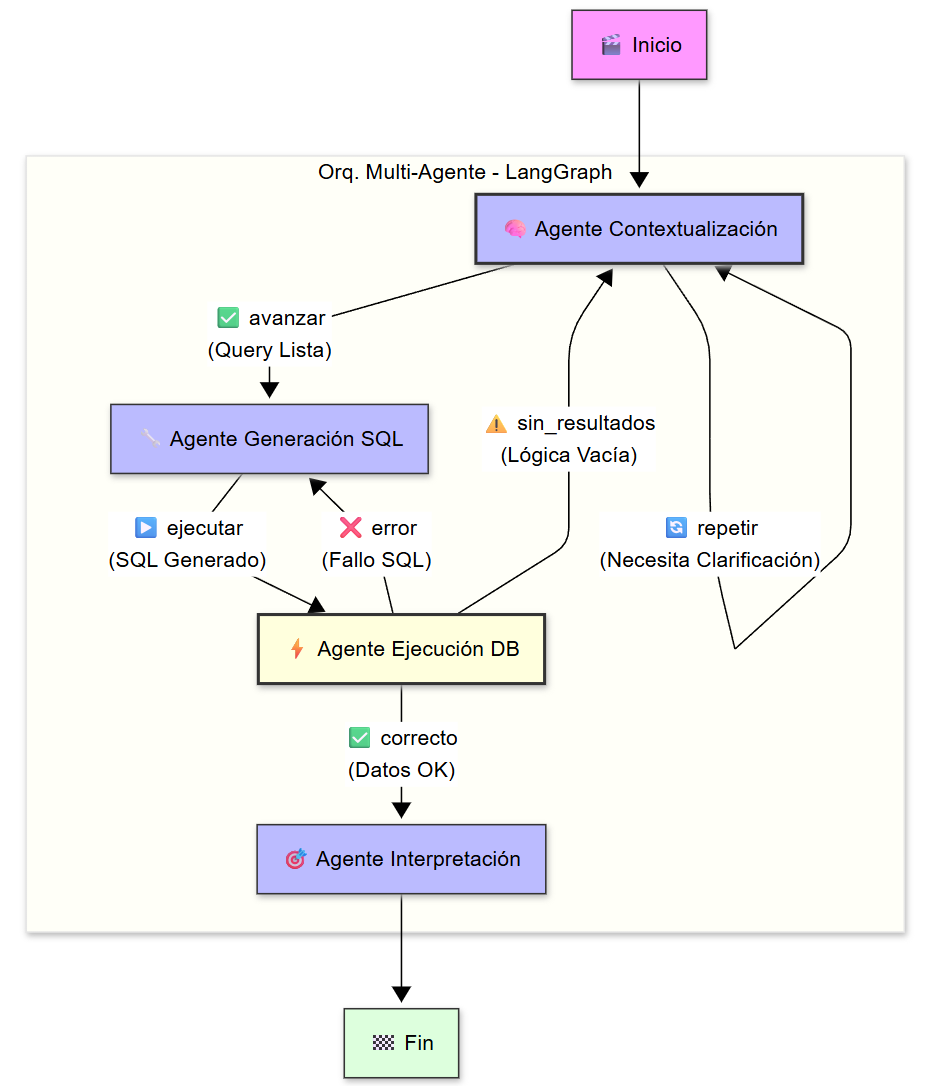 Inicio
Orq. Multi-Agente - LangGraph
Agente Contextualización
avanzar
(Query Lista)
sin_resultados
(Lógica Vacía)
Agente Generación SQL
ejecutar
(SQL Generado)
error
(Fallo SQL)
repetir
(Necesita Clarificación)
Agente Ejecución DB
correcto
(Datos OK)
Agente Interpretación
Fin